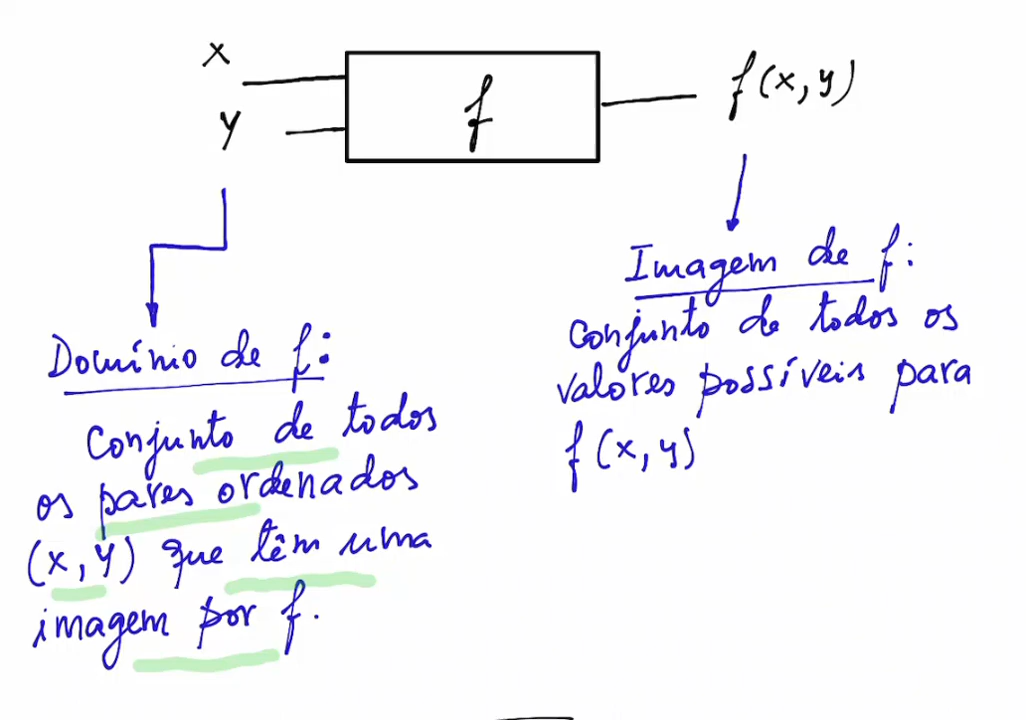 x
y
f
f(x, y)
Domínio de f:
Conjunto de todos
os pares ordenados
(x, y) que têm uma
imagem por f.
Imagem de f:
Conjunto de todos os
valores possíveis para
f(x, y)